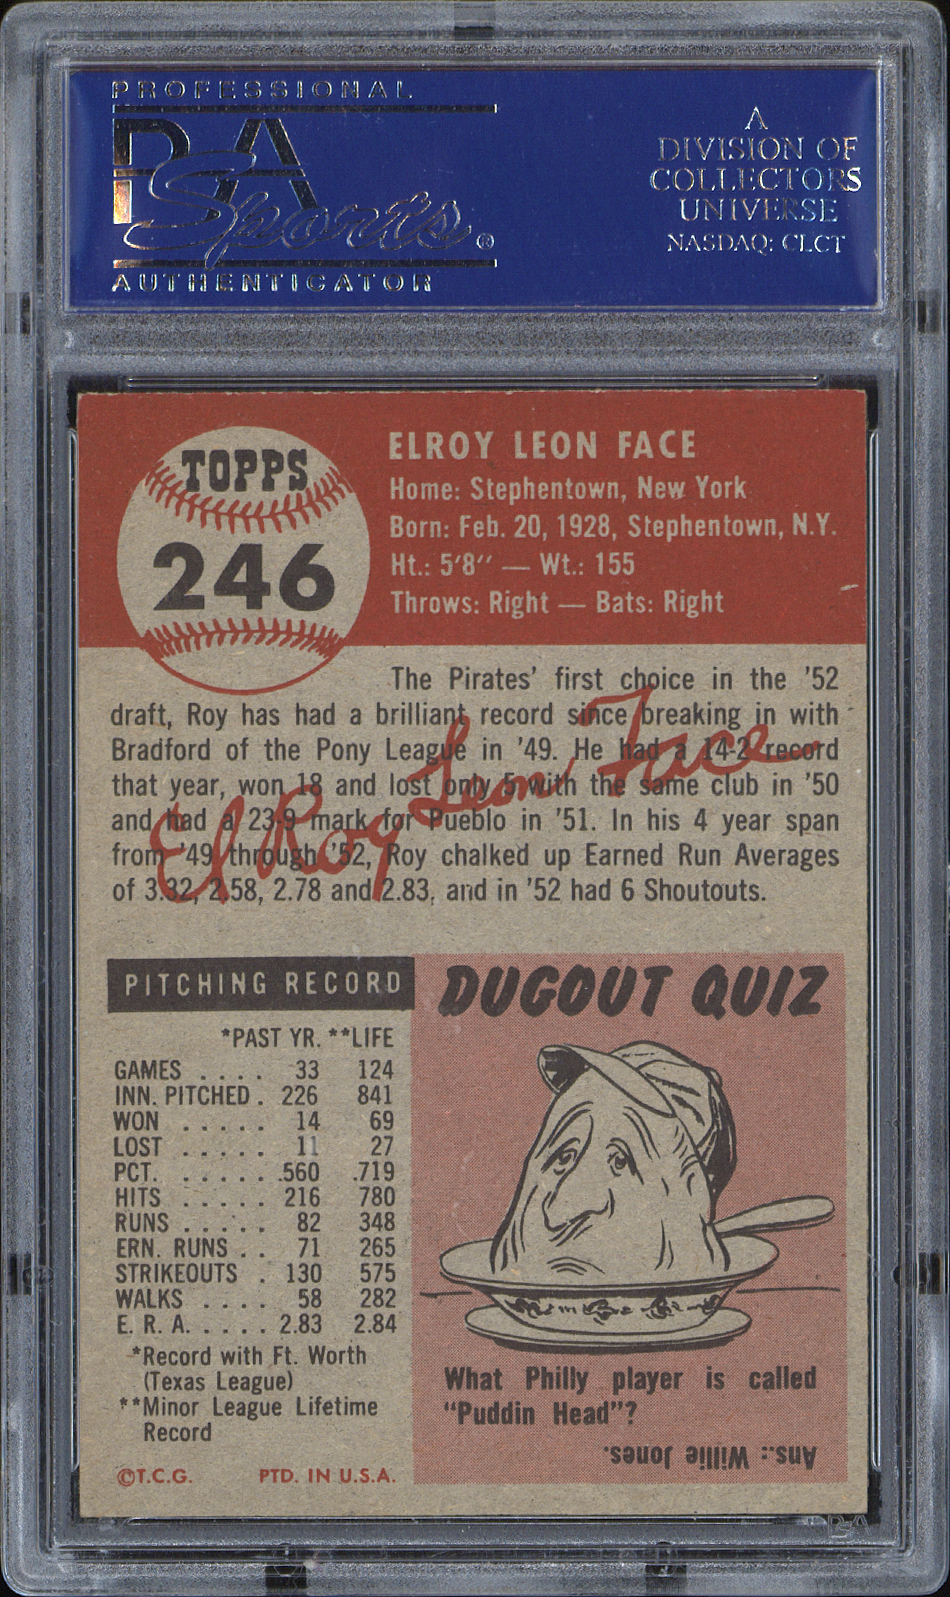 PROFESSIONAL
PSA
Sports®
AUTHENTICATOR
A
DIVISION OF
COLLECTORS
UNIVERSE
NASDAQ: CLCT
TOPPS
246
ELROY LEON FACE
Home: Stephentown, New York
Born: Feb. 20, 1928, Stephentown, N.Y.
Ht.: 5'8'' — Wt.: 155
Throws: Right — Bats: Right
The Pirates' first choice in the '52
draft, Roy has had a brilliant record since breaking in with
Bradford of the Pony League in '49. He had a 14-2 record
that year, won 18 and lost only 5 with the same club in '50
and had a 23-9 mark for Pueblo in '51. In his 4 year span
from '49 through '52, Roy chalked up Earned Run Averages
of 3.32, 2.58, 2.78 and 2.83, and in '52 had 6 Shoutouts.
ElRoy Leon Face
PITCHING RECORD
*PAST YR. **LIFE
GAMES . . . . 33 124
INN. PITCHED . 226 841
WON . . . . . 14 69
LOST . . . . . 11 27
PCT. . . . . . .560 .719
HITS . . . . . 216 780
RUNS . . . . . 82 348
ERN. RUNS . . 71 265
STRIKEOUTS . 130 575
WALKS . . . . 58 282
E. R. A. . . . . 2.83 2.84
*Record with Ft. Worth
(Texas League)
**Minor League Lifetime
Record
©T.C.G. PTD. IN U.S.A.
DUGOUT QUIZ
What Philly player is called
"Puddin Head"?
Ans.: Willie Jones.
PSA